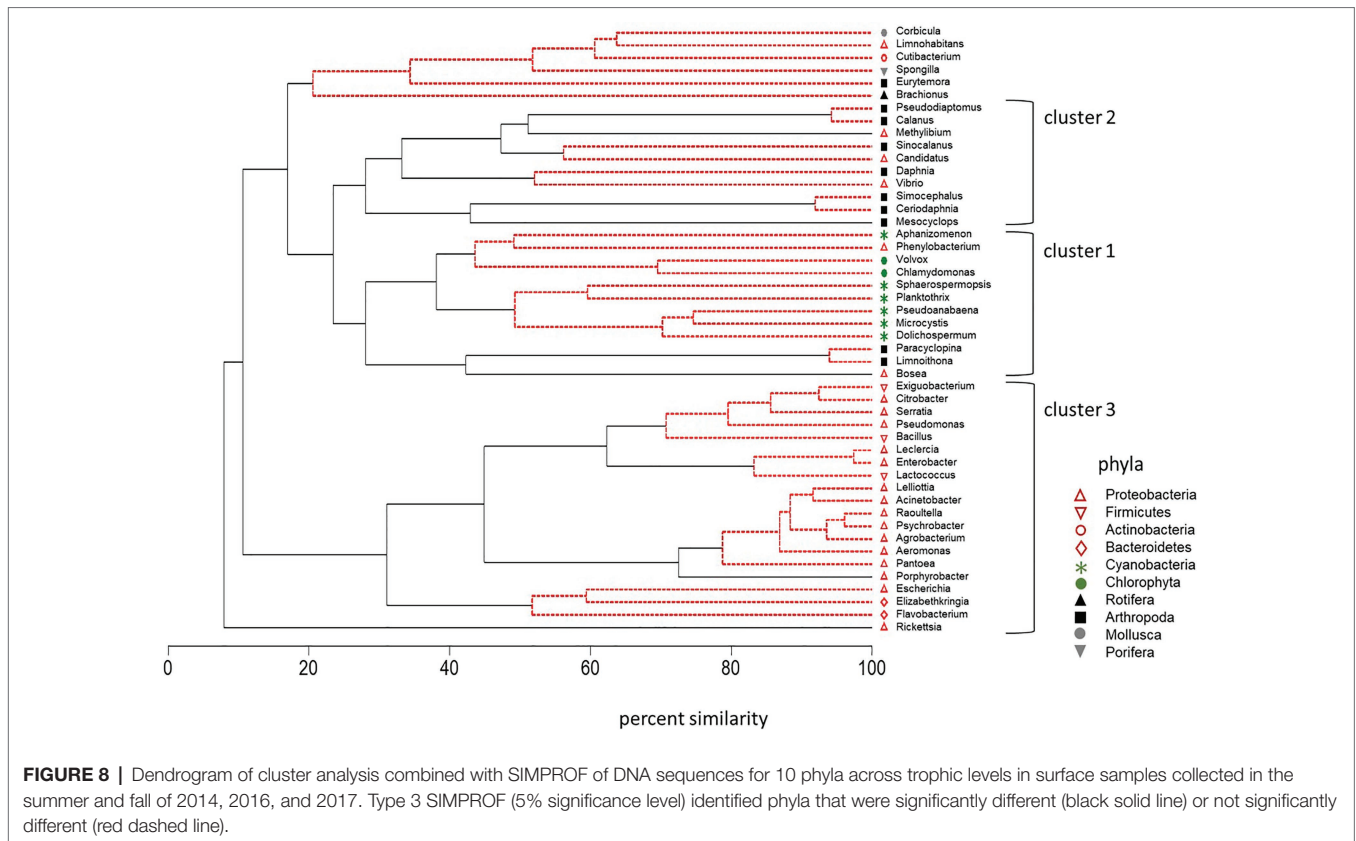 Corbicula
Limnohabitans
Cutibacterium
Spongilla
Eurytemora
Brachionus
Pseudodiaptomus
Calanus
Methylibium
Sinocalanus
Candidatus
Daphnia
Vibrio
Simocephalus
Ceriodaphnia
Mesocyclops
cluster 2
Aphanizomenon
Phenylobacterium
Volvox
Chlamydomonas
Sphaerospermopsis
Planktothrix
Pseudoanabaena
Microcystis
Dolichospermum
Paracyclopina
Limnoithona
Bosea
cluster 1
Exiguobacterium
Citrobacter
Serratia
Pseudomonas
Bacillus
Leclercia
Enterobacter
Lactococcus
Lelliottia
Acinetobacter
Raoultella
Psychrobacter
Agrobacterium
Aeromonas
Pantoea
Porphyrobacter
Escherichia
Elizabethkringia
Flavobacterium
Rickettsia
cluster 3
phyla
Proteobacteria
Firmicutes
Actinobacteria
Bacteroidetes
Cyanobacteria
Chlorophyta
Rotifera
Arthropoda
Mollusca
Porifera
0 20 40 60 80 100
percent similarity
FIGURE 8 | Dendrogram of cluster analysis combined with SIMPROF of DNA sequences for 10 phyla across trophic levels in surface samples collected in the
summer and fall of 2014, 2016, and 2017. Type 3 SIMPROF (5% significance level) identified phyla that were significantly different (black solid line) or not significantly
different (red dashed line).